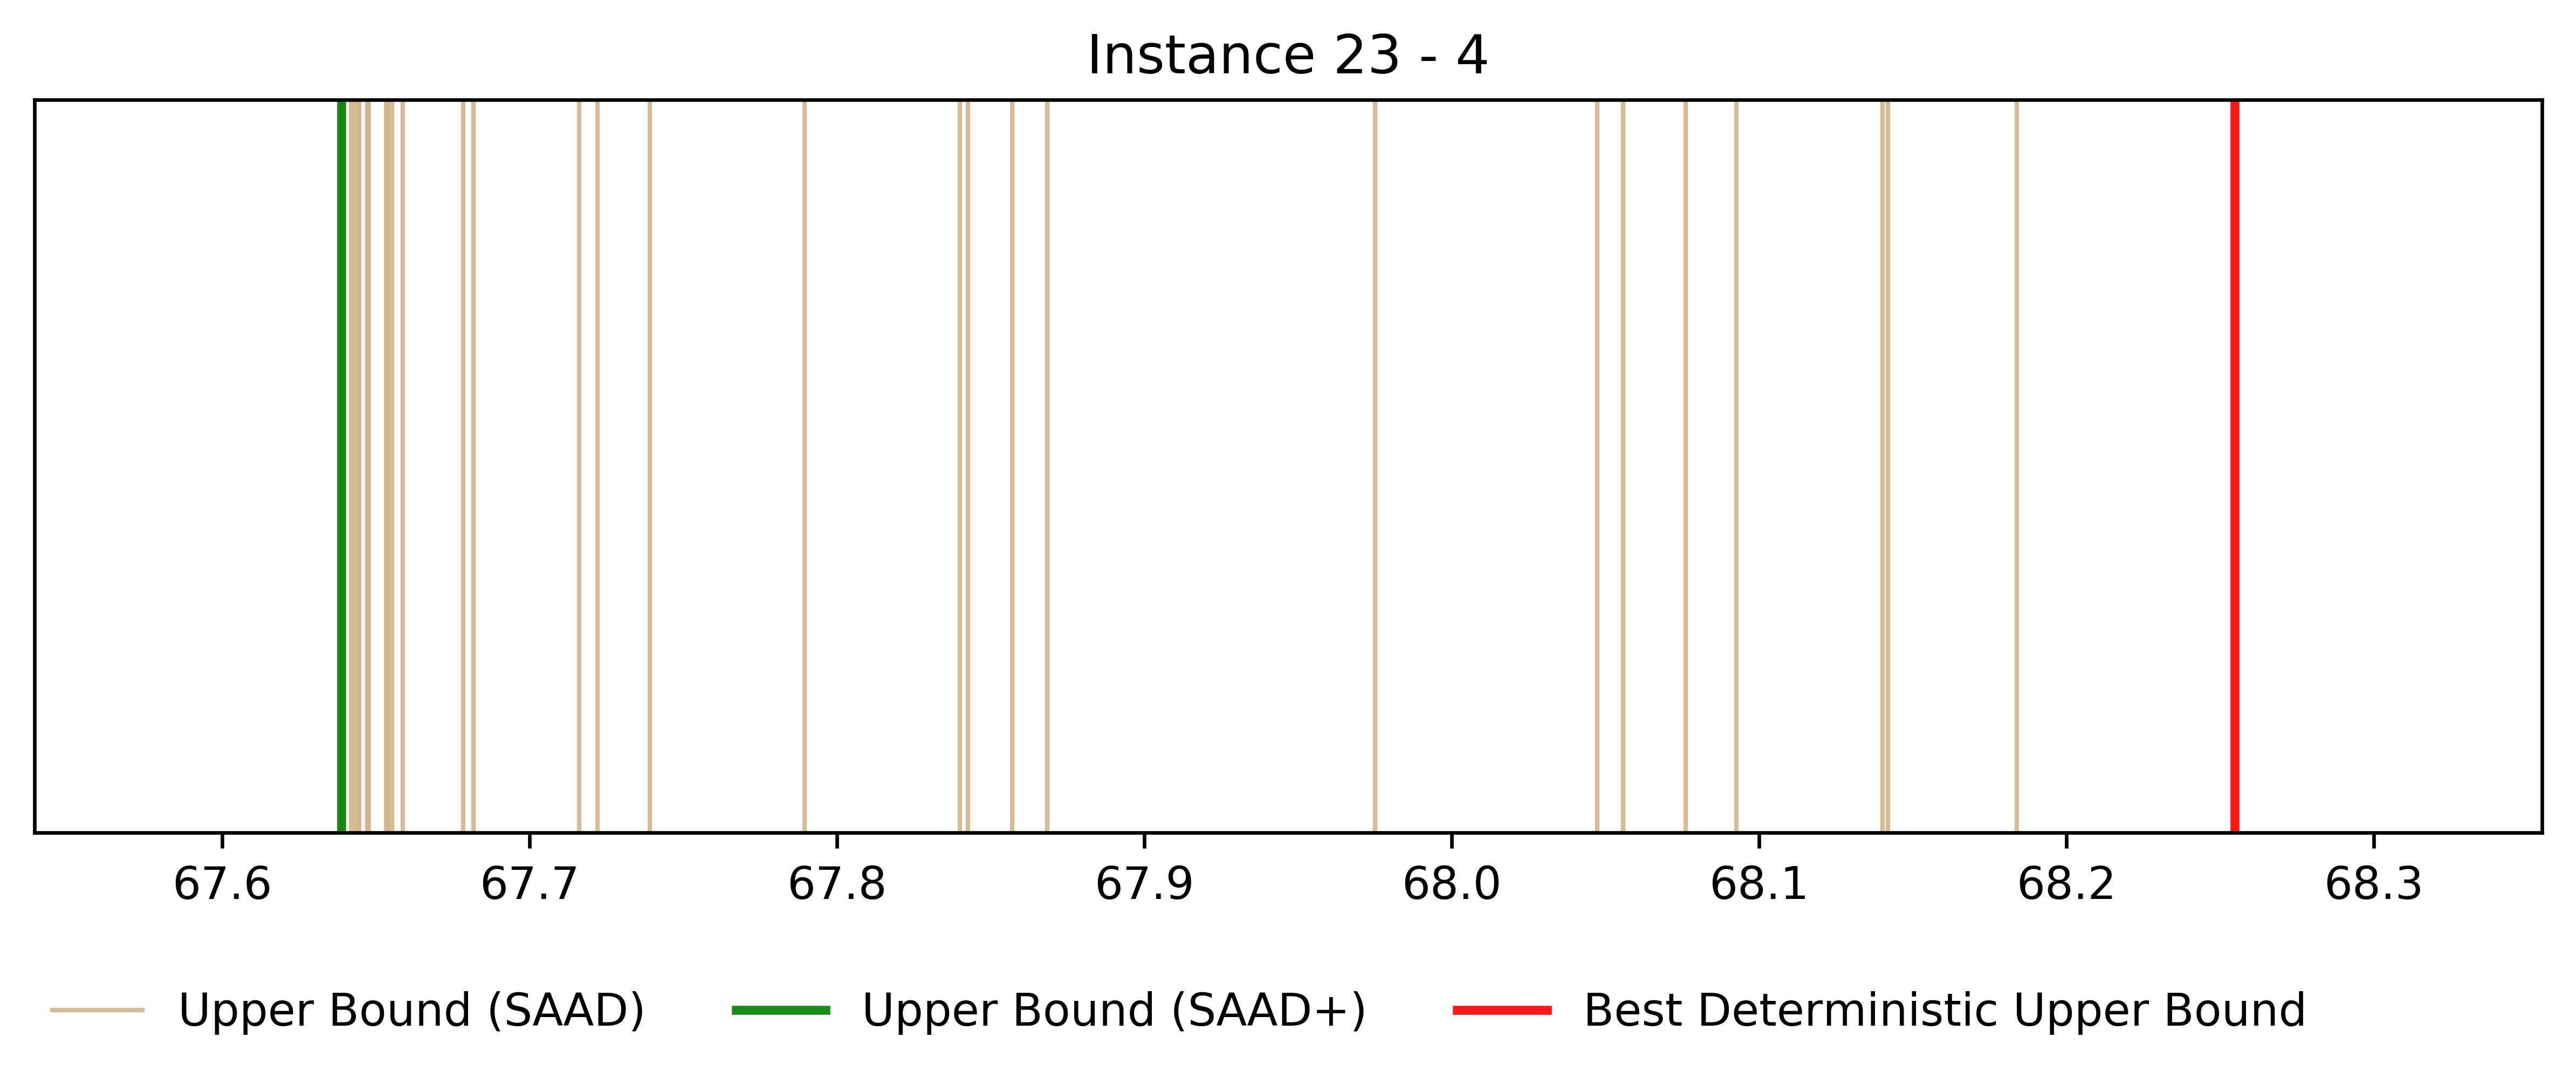 Instance 23 - 4
67.6 67.7 67.8 67.9 68.0 68.1 68.2 68.3
Upper Bound (SAAD) Upper Bound (SAAD+) Best Deterministic Upper Bound